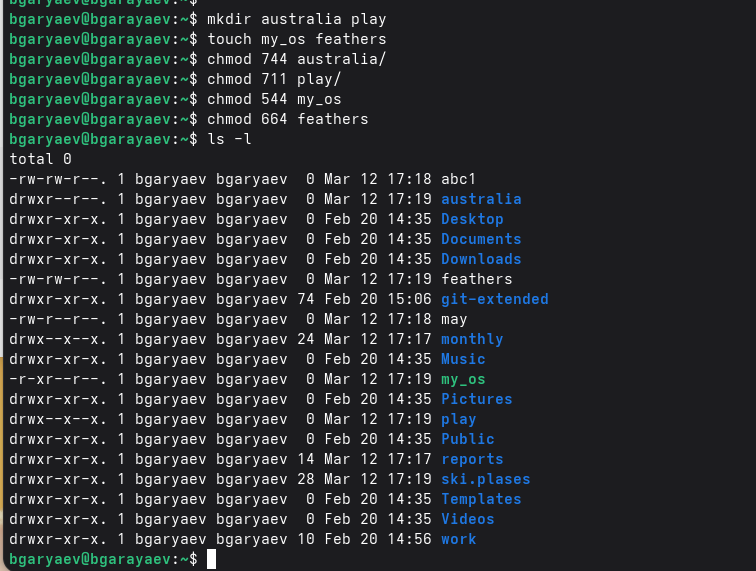 bgaryaev@bgarayaev:~$ mkdir australia play
bgaryaev@bgarayaev:~$ touch my_os feathers
bgaryaev@bgarayaev:~$ chmod 744 australia/
bgaryaev@bgarayaev:~$ chmod 711 play/
bgaryaev@bgarayaev:~$ chmod 544 my_os
bgaryaev@bgarayaev:~$ chmod 664 feathers
bgaryaev@bgarayaev:~$ ls -l
total 0
-rw-rw-r--. 1 bgaryaev bgaryaev  0 Mar 12 17:18 abc1
drwxr--r--. 1 bgaryaev bgaryaev  0 Mar 12 17:19 australia
drwxr-xr-x. 1 bgaryaev bgaryaev  0 Feb 20 14:35 Desktop
drwxr-xr-x. 1 bgaryaev bgaryaev  0 Feb 20 14:35 Documents
drwxr-xr-x. 1 bgaryaev bgaryaev  0 Feb 20 14:35 Downloads
-rw-rw-r--. 1 bgaryaev bgaryaev  0 Mar 12 17:19 feathers
drwxr-xr-x. 1 bgaryaev bgaryaev 74 Feb 20 15:06 git-extended
-rw-r--r--. 1 bgaryaev bgaryaev  0 Mar 12 17:18 may
drwx--x--x. 1 bgaryaev bgaryaev 24 Mar 12 17:17 monthly
drwxr-xr-x. 1 bgaryaev bgaryaev  0 Feb 20 14:35 Music
-r-xr--r--. 1 bgaryaev bgaryaev  0 Mar 12 17:19 my_os
drwxr-xr-x. 1 bgaryaev bgaryaev  0 Feb 20 14:35 Pictures
drwx--x--x. 1 bgaryaev bgaryaev  0 Mar 12 17:19 play
drwxr-xr-x. 1 bgaryaev bgaryaev  0 Feb 20 14:35 Public
drwxr-xr-x. 1 bgaryaev bgaryaev 14 Mar 12 17:17 reports
drwxr-xr-x. 1 bgaryaev bgaryaev 28 Mar 12 17:19 ski.plases
drwxr-xr-x. 1 bgaryaev bgaryaev  0 Feb 20 14:35 Templates
drwxr-xr-x. 1 bgaryaev bgaryaev  0 Feb 20 14:35 Videos
drwxr-xr-x. 1 bgaryaev bgaryaev 10 Feb 20 14:56 work
bgaryaev@bgarayaev:~$